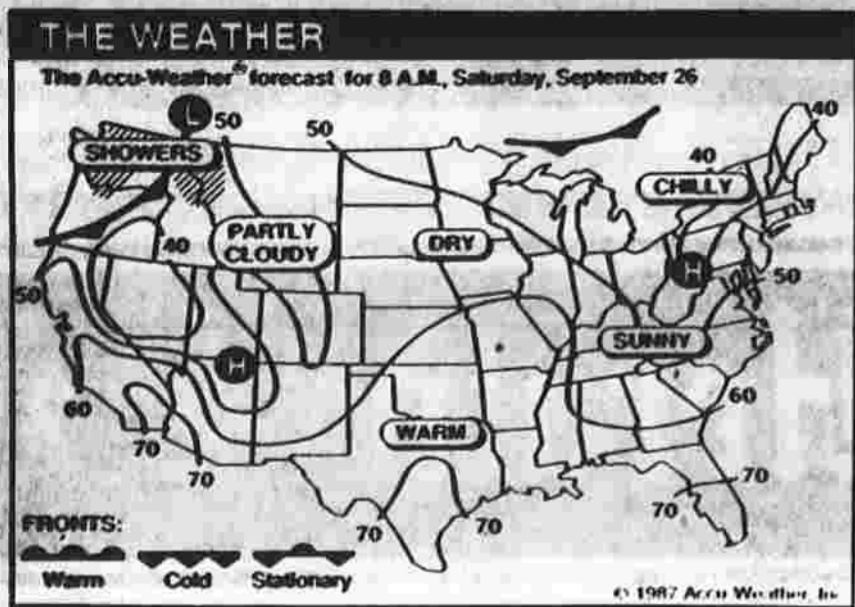 THE WEATHER
The Accu-Weather® forecast for 8 A.M., Saturday, September 26
L
50
50
40
SHOWERS
40
CHILLY
PARTLY
CLOUDY
40
DRY
H
50
50
H
SUNNY
60
60
WARM
70
70
70
70
70
70
FRONTS:
Warm
Cold
Stationary
© 1987 Accu-Weather, Inc